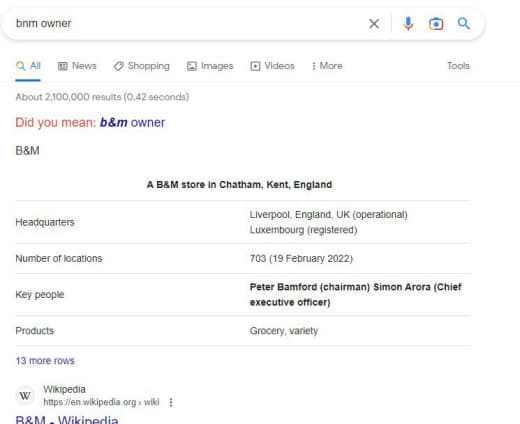 bnm owner
All News Shopping Images Videos More Tools
About 2,100,000 results (0.42 seconds)
Did you mean: b&m owner
B&M
A B&M store in Chatham, Kent, England
Headquarters Liverpool, England, UK (operational)
Luxembourg (registered)
Number of locations 703 (19 February 2022)
Key people Peter Bamford (chairman) Simon Arora (Chief
executive officer)
Products Grocery, variety
13 more rows
W Wikipedia
https://en.wikipedia.org › wiki
B&M - Wikipedia